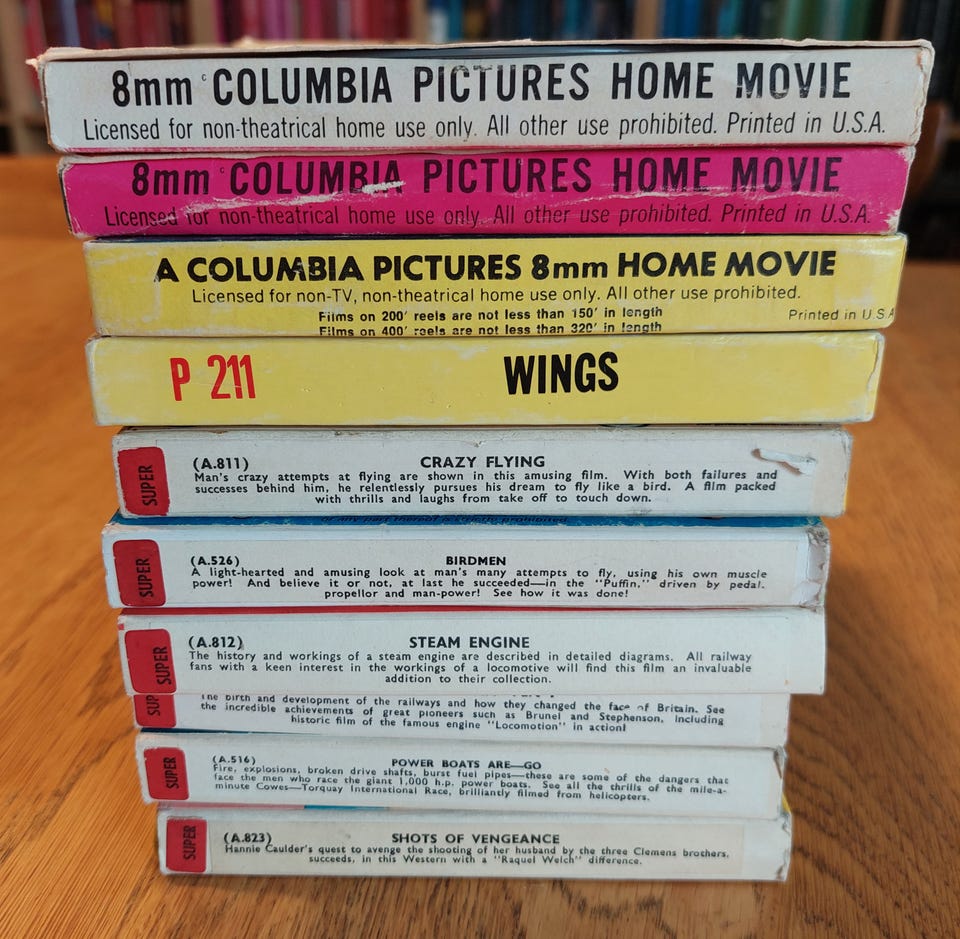 8mm COLUMBIA PICTURES HOME MOVIE
Licensed for non-theatrical home use only. All other use prohibited. Printed in U.S.A.
8mm COLUMBIA PICTURES HOME MOVIE
Licensed for non-theatrical home use only. All other use prohibited. Printed in U.S.A.
A COLUMBIA PICTURES 8mm HOME MOVIE
Licensed for non-TV, non-theatrical home use only. All other use prohibited.
Films on 200' reels are not less than 150' in length
Printed in U.S.A
Films on 400' reels are not less than 320' in length
P 211 WINGS
SUPER
(A.811) CRAZY FLYING
Man's crazy attempts at flying are shown in this amusing film. With both failures and
successes behind him, he relentlessly pursues his dream to fly like a bird. A film packed
with thrills and laughs from take off to touch down.
or any part thereof is strictly prohibited
SUPER
(A.526) BIRDMEN
A light-hearted and amusing look at man's many attempts to fly, using his own muscle
power! And believe it or not, at last he succeeded—in the "Puffin," driven by pedal,
propellor and man-power! See how it was done!
SUPER
(A.812) STEAM ENGINE
The history and workings of a steam engine are described in detailed diagrams. All railway
fans with a keen interest in the workings of a locomotive will find this film an invaluable
addition to their collection.
SUP
The birth and development of the railways and how they changed the face of Britain. See
the incredible achievements of great pioneers such as Brunel and Stephenson, including
historic film of the famous engine "Locomotion" in action!
SUPER
(A.516) POWER BOATS ARE—GO
Fire, explosions, broken drive shafts, burst fuel pipes—these are some of the dangers that
face the men who race the giant 1,000 h.p. power boats. See all the thrills of the mile-a-
minute Cowes—Torquay International Race, brilliantly filmed from helicopters.
SUPER
(A.823) SHOTS OF VENGEANCE
Hannie Caulder's quest to avenge the shooting of her husband by the three Clemens brothers,
succeeds, in this Western with a "Raquel Welch" difference.